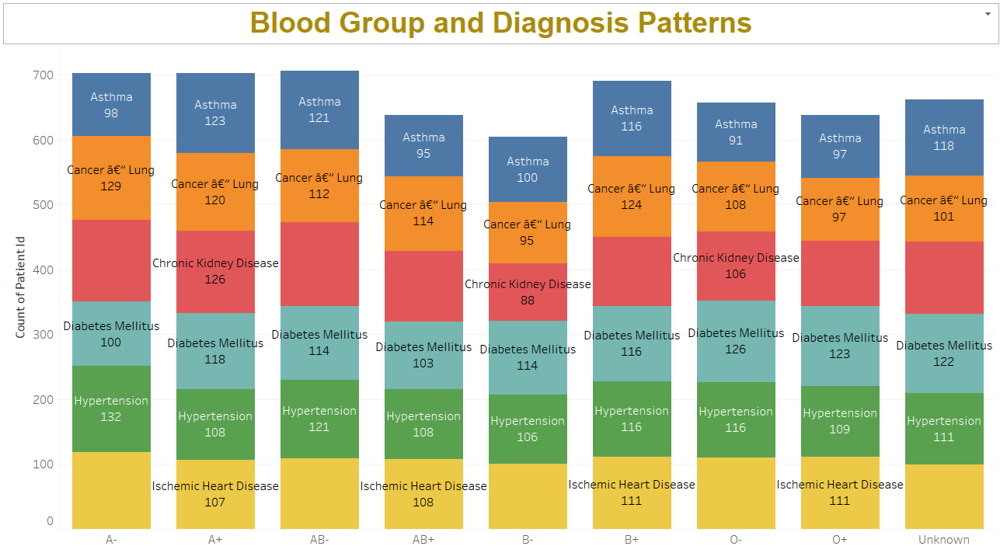 Blood Group and Diagnosis Patterns
Count of Patient Id
700
600
500
400
300
200
100
0
Asthma
98
Cancer â€“ Lung
129
Diabetes Mellitus
100
Hypertension
132
A-
Asthma
123
Cancer â€“ Lung
120
Chronic Kidney Disease
126
Diabetes Mellitus
118
Hypertension
108
Ischemic Heart Disease
107
A+
Asthma
121
Cancer â€“ Lung
112
Diabetes Mellitus
114
Hypertension
121
AB-
Asthma
95
Cancer â€“ Lung
114
Diabetes Mellitus
103
Hypertension
108
Ischemic Heart Disease
108
AB+
Asthma
100
Cancer â€“ Lung
95
Chronic Kidney Disease
88
Diabetes Mellitus
114
Hypertension
106
B-
Asthma
116
Cancer â€“ Lung
124
Diabetes Mellitus
116
Hypertension
116
Ischemic Heart Disease
111
B+
Asthma
91
Cancer â€“ Lung
108
Chronic Kidney Disease
106
Diabetes Mellitus
126
Hypertension
116
O-
Asthma
97
Cancer â€“ Lung
97
Diabetes Mellitus
123
Hypertension
109
Ischemic Heart Disease
111
O+
Asthma
118
Cancer â€“ Lung
101
Diabetes Mellitus
122
Hypertension
111
Unknown